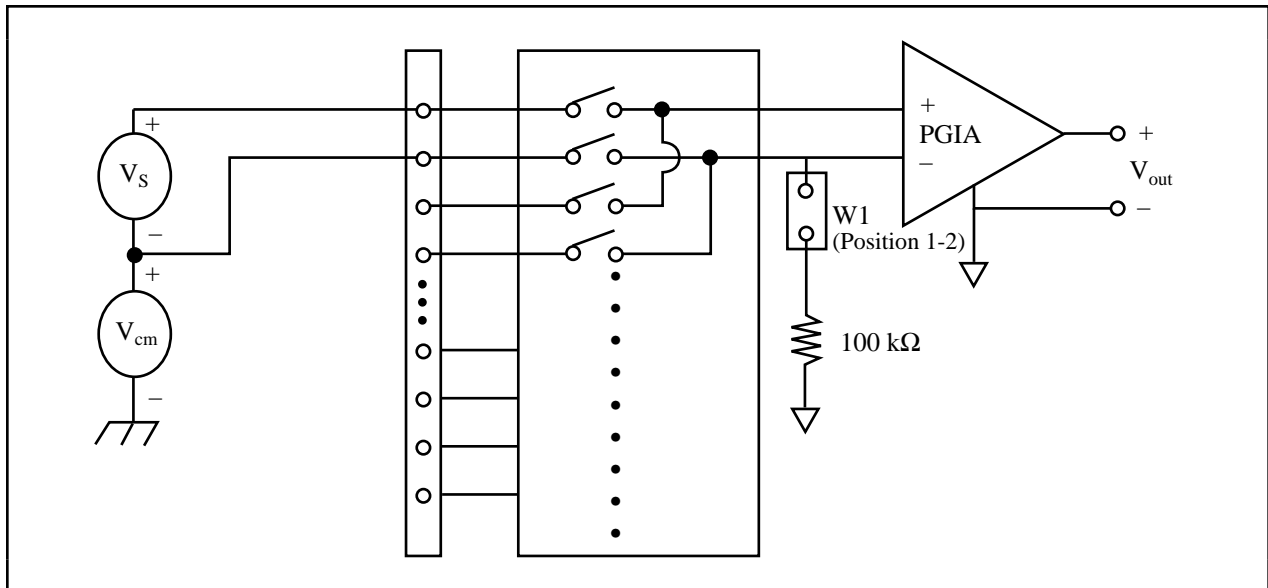 +
V_S
−
+
V_cm
−
+
PGIA
−
W1
(Position 1-2)
100 kΩ
+
V_out
−